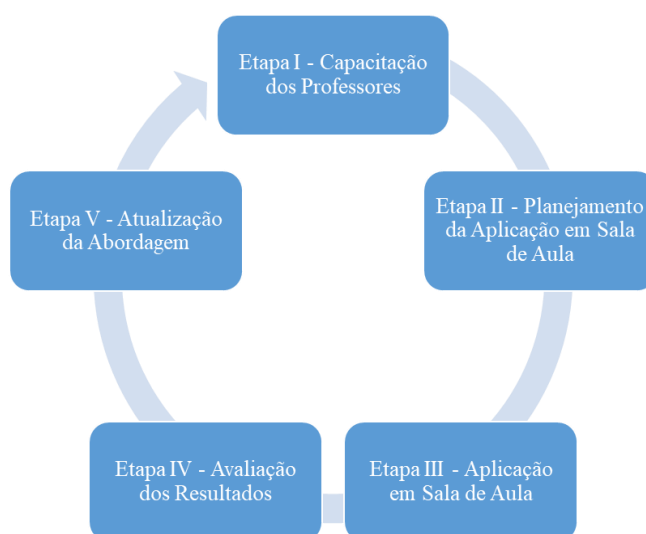 Etapa I - Capacitação
dos Professores
Etapa II - Planejamento
da Aplicação em Sala
de Aula
Etapa III - Aplicação
em Sala de Aula
Etapa IV - Avaliação
dos Resultados
Etapa V - Atualização
da Abordagem